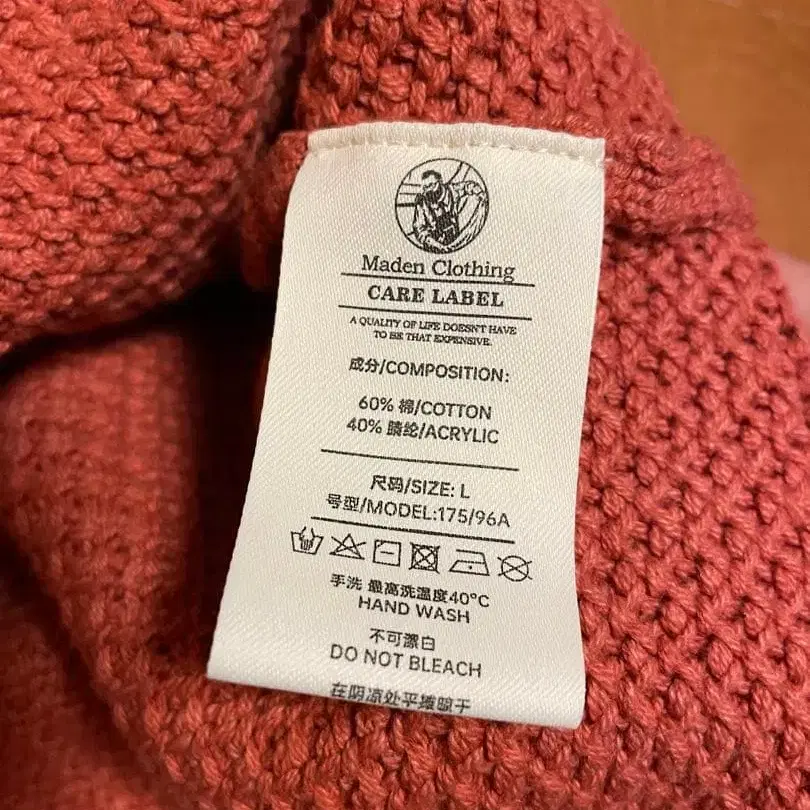 Maden Clothing
CARE LABEL
A QUALITY OF LIFE DOESN'T HAVE
TO BE THAT EXPENSIVE.
成分/COMPOSITION:
60% 棉/COTTON
40% 腈纶/ACRYLIC
尺码/SIZE: L
号型/MODEL:175/96A
手洗 最高洗温度40°C
HAND WASH
不可漂白
DO NOT BLEACH
在阴凉处平摊晾干